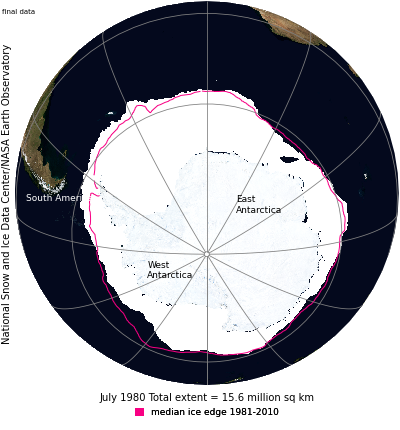 final data
National Snow and Ice Data Center/NASA Earth Observatory
East
Antarctica
South America
West
Antarctica
July 1980 Total extent = 15.6 million sq km
median ice edge 1981-2010